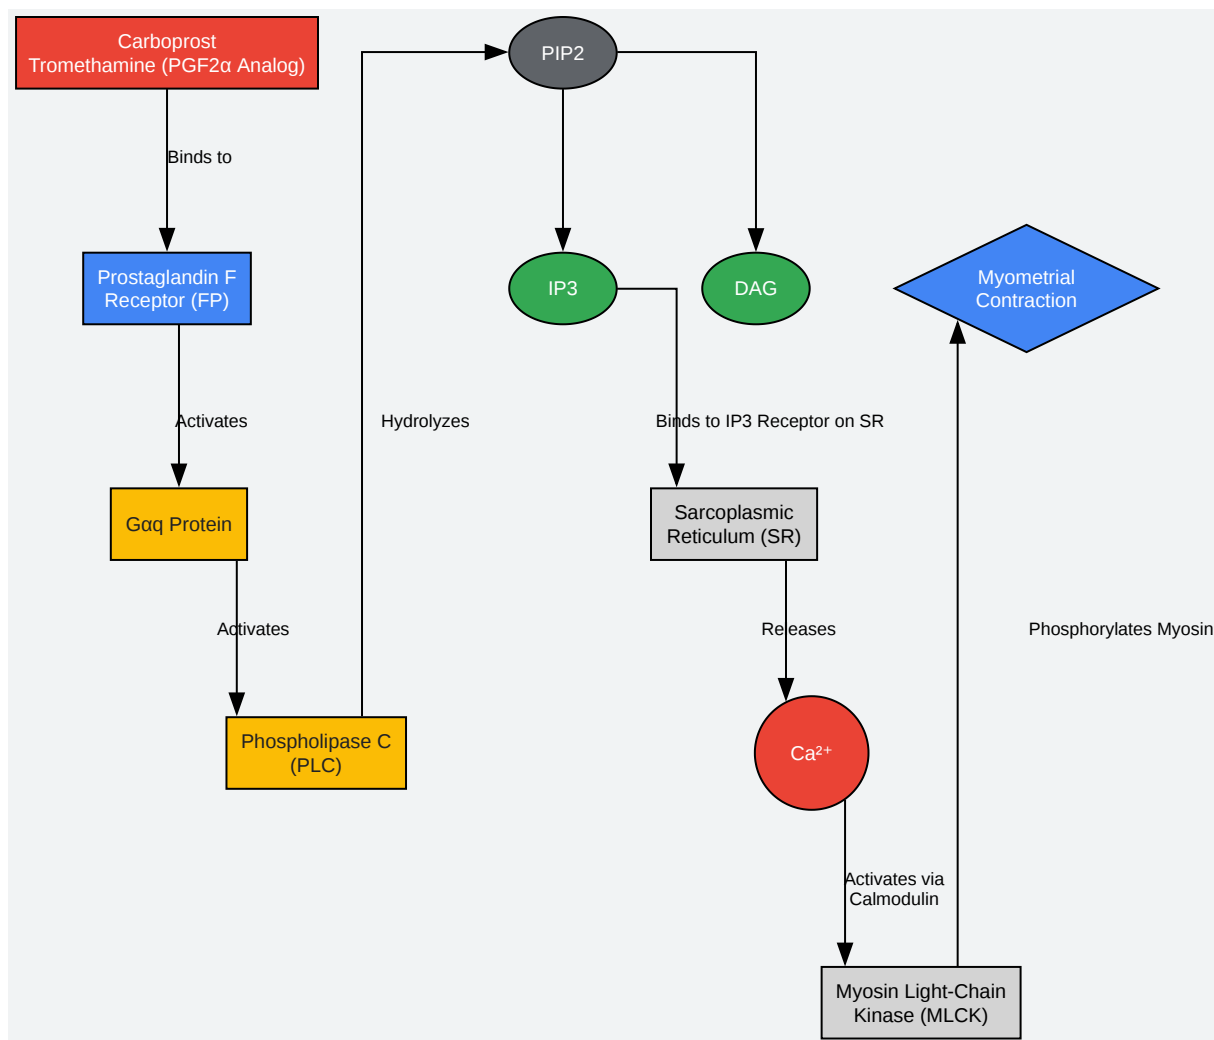 Carboprost
Tromethamine (PGF2α Analog)
PIP2
Binds to
Prostaglandin F
Receptor (FP)
IP3
DAG
Myometrial
Contraction
Activates
Hydrolyzes
Binds to IP3 Receptor on SR
Gαq Protein
Sarcoplasmic
Reticulum (SR)
Activates
Releases
Phosphorylates Myosin
Phospholipase C
(PLC)
Ca²⁺
Activates via
Calmodulin
Myosin Light-Chain
Kinase (MLCK)